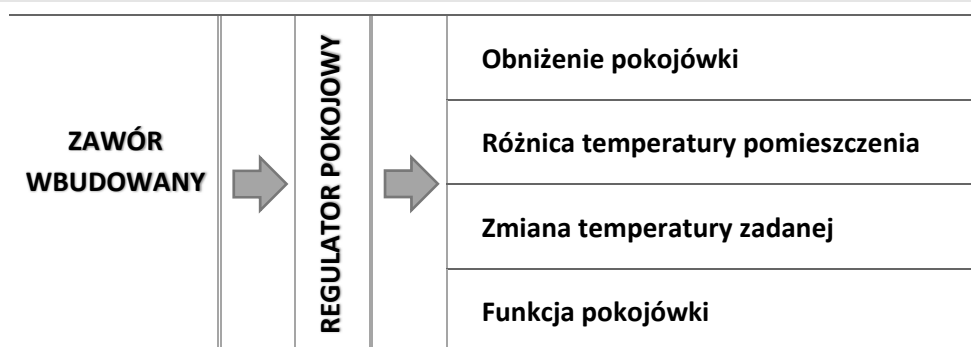 ZAWÓR
WBUDOWANY
REGULATOR POKOJOWY
Obniżenie pokojówki
Różnica temperatury pomieszczenia
Zmiana temperatury zadanej
Funkcja pokojówki